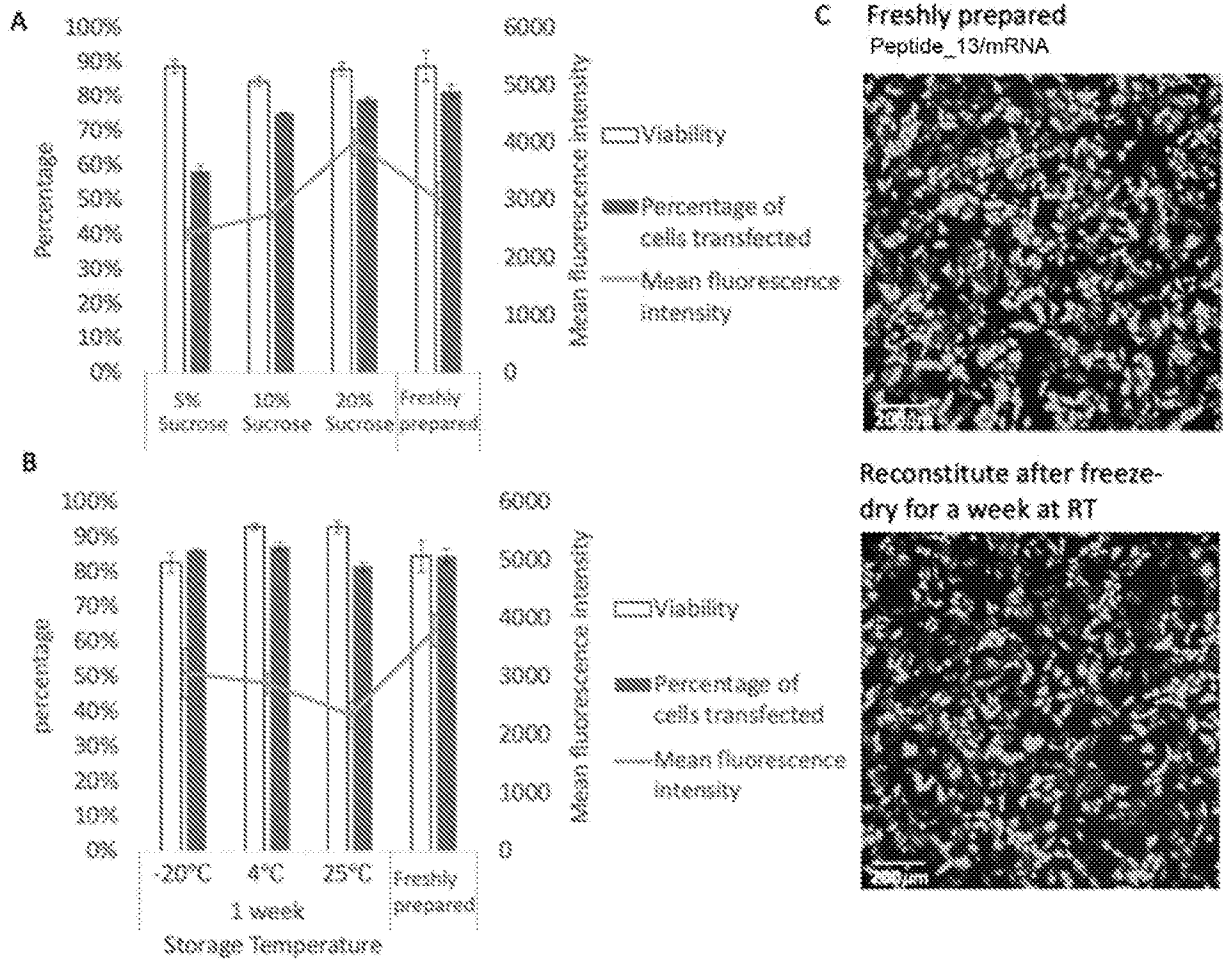 A
100%
90%
80%
70%
60%
50%
40%
30%
20%
10%
0%
Percentage
6000
5000
4000
3000
2000
1000
0
Mean fluorescence intensity
5%
Sucrose
10%
Sucrose
20%
Sucrose
Freshly
prepared
Viability
Percentage of
cells transfected
Mean fluorescence
intensity
B
100%
90%
80%
70%
60%
50%
40%
30%
20%
10%
0%
percentage
6000
5000
4000
3000
2000
1000
0
Mean fluorescence intensity
-20°C
4°C
25°C
Freshly
prepared
1 week
Storage Temperature
Viability
Percentage of
cells transfected
Mean fluorescence
intensity
C
Freshly prepared
Peptide_13/mRNA
Reconstitute after freeze-
dry for a week at RT